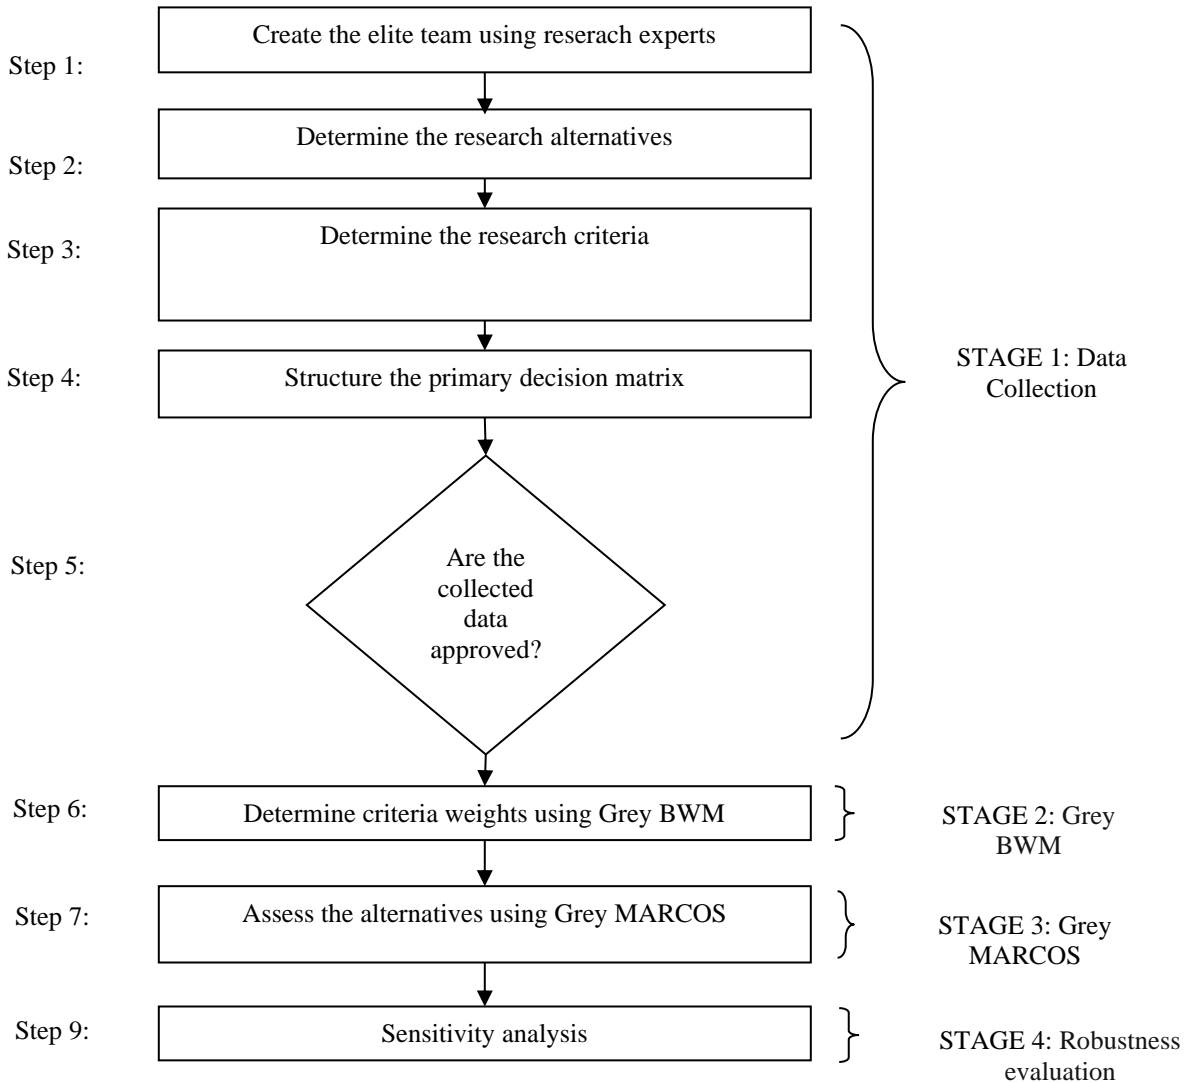 Step 1:
Create the elite team using reserach experts
Step 2:
Determine the research alternatives
Step 3:
Determine the research criteria
Step 4:
Structure the primary decision matrix
STAGE 1: Data
Collection
Step 5:
Are the
collected
data
approved?
Step 6:
Determine criteria weights using Grey BWM
STAGE 2: Grey
BWM
Step 7:
Assess the alternatives using Grey MARCOS
STAGE 3: Grey
MARCOS
Step 9:
Sensitivity analysis
STAGE 4: Robustness
evaluation